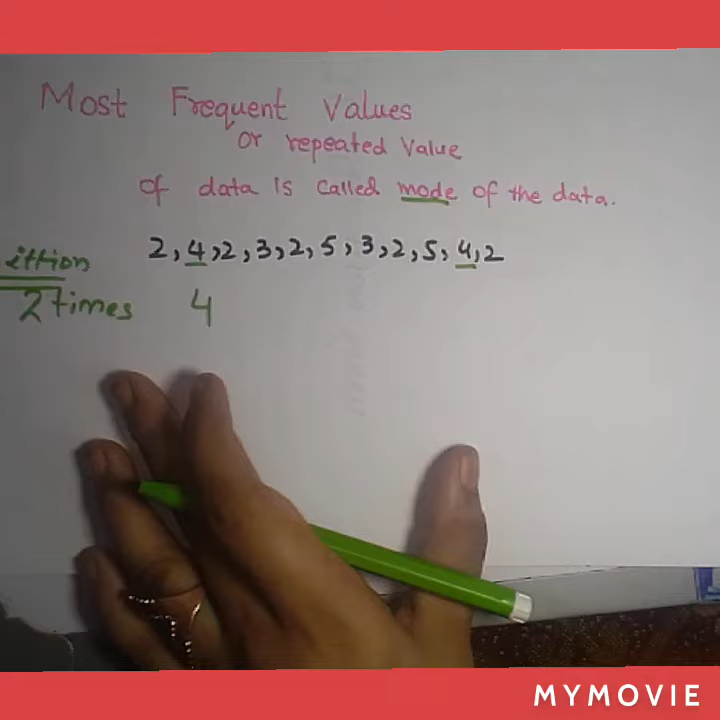 Most Frequent Values
or repeated Value
of data is called mode of the data.
2, 4, 2, 3, 2, 5, 3, 2, 5, 4, 2
ittion
2 times 4
MYMOVIE